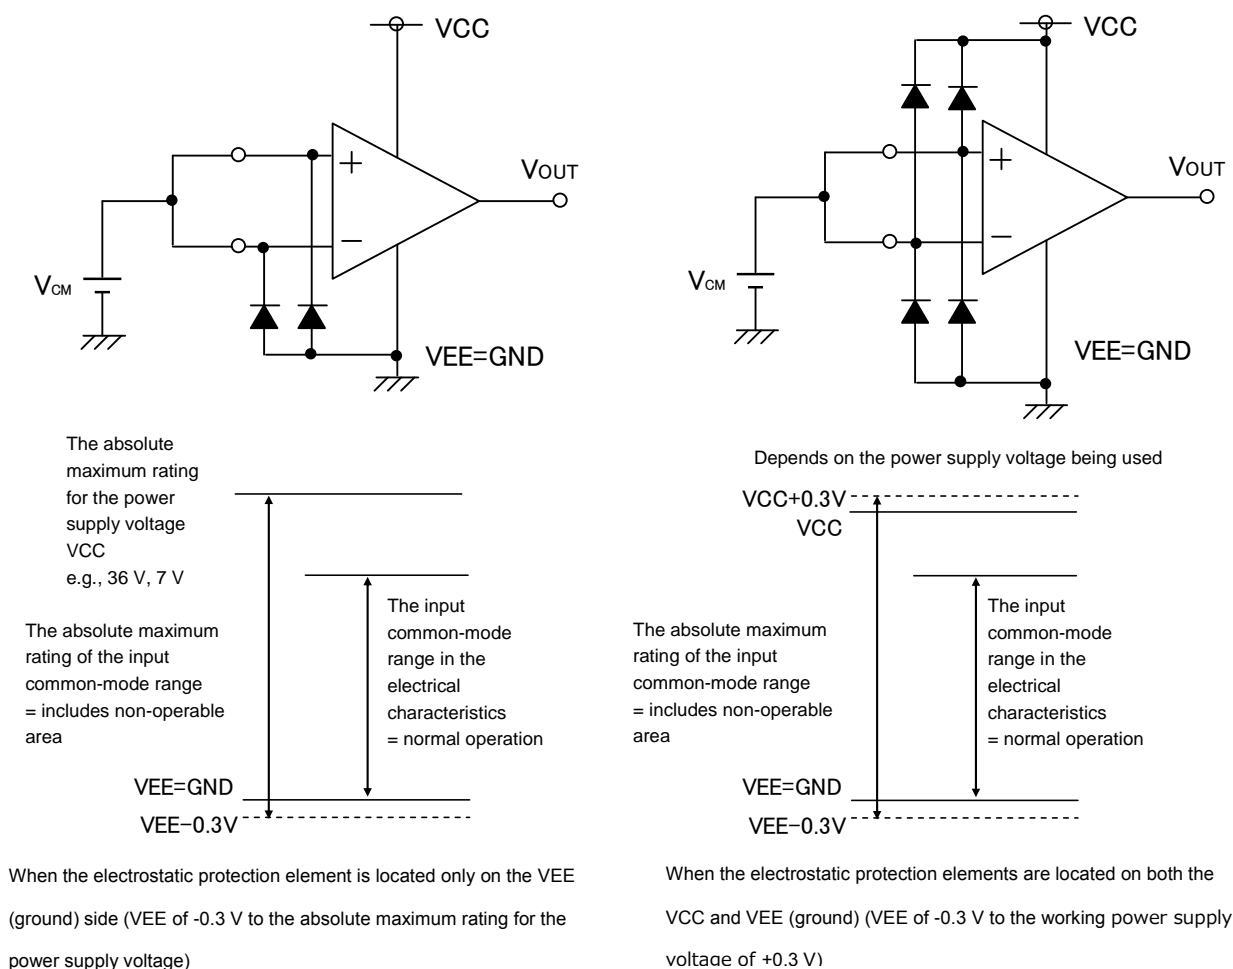 VCC
+
−
VOUT
VCM
VEE=GND
The absolute
maximum rating
for the power
supply voltage
VCC
e.g., 36 V, 7 V
The absolute maximum
rating of the input
common-mode range
= includes non-operable
area
The input
common-mode
range in the
electrical
characteristics
= normal operation
VEE=GND
VEE−0.3V
When the electrostatic protection element is located only on the VEE
(ground) side (VEE of -0.3 V to the absolute maximum rating for the
power supply voltage)
VCC
+
−
VOUT
VCM
VEE=GND
Depends on the power supply voltage being used
VCC+0.3V
VCC
The absolute maximum
rating of the input
common-mode range
= includes non-operable
area
The input
common-mode
range in the
electrical
characteristics
= normal operation
VEE=GND
VEE−0.3V
When the electrostatic protection elements are located on both the
VCC and VEE (ground) (VEE of -0.3 V to the working power supply
voltage of +0.3 V)